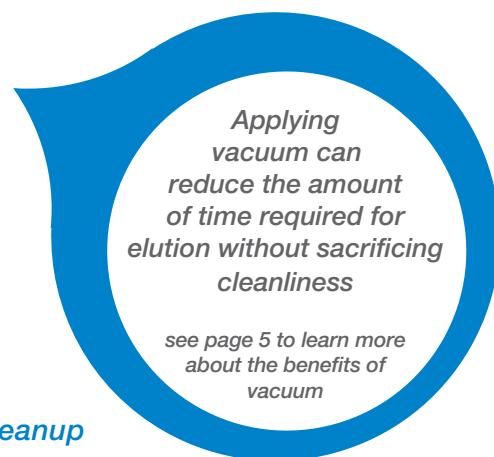 Applying
vacuum can
reduce the amount
of time required for
elution without sacrificing
cleanliness
see page 5 to learn more
about the benefits of
vacuum
eanup